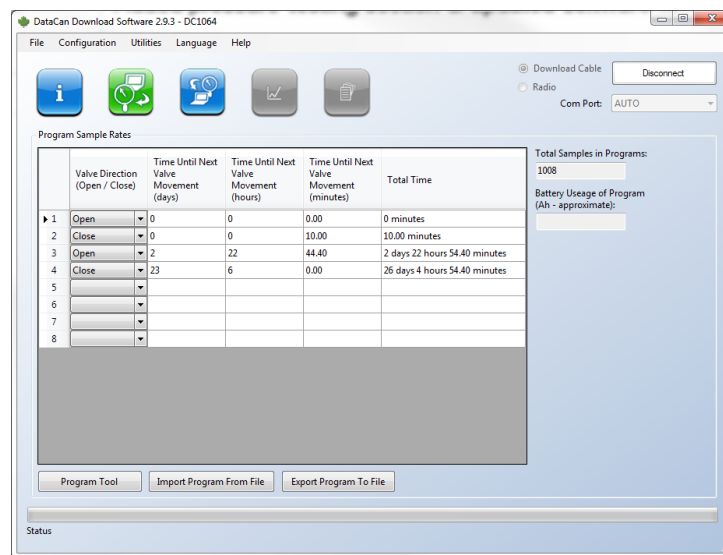 DataCan Download Software 2.9.3 - DC1064
File Configuration Utilities Language Help
Download Cable
Radio
Disconnect
Com Port: AUTO
Program Sample Rates
Valve Direction (Open / Close) Time Until Next Valve Movement (days) Time Until Next Valve Movement (hours) Time Until Next Valve Movement (minutes) Total Time
1 Open 0 0 0.00 0 minutes
2 Close 0 0 10.00 10.00 minutes
3 Open 2 22 44.40 2 days 22 hours 54.40 minutes
4 Close 23 6 0.00 26 days 4 hours 54.40 minutes
5
6
7
8
Total Samples in Programs:
1008
Battery Useage of Program
(Ah - approximate):
Program Tool Import Program From File Export Program To File
Status